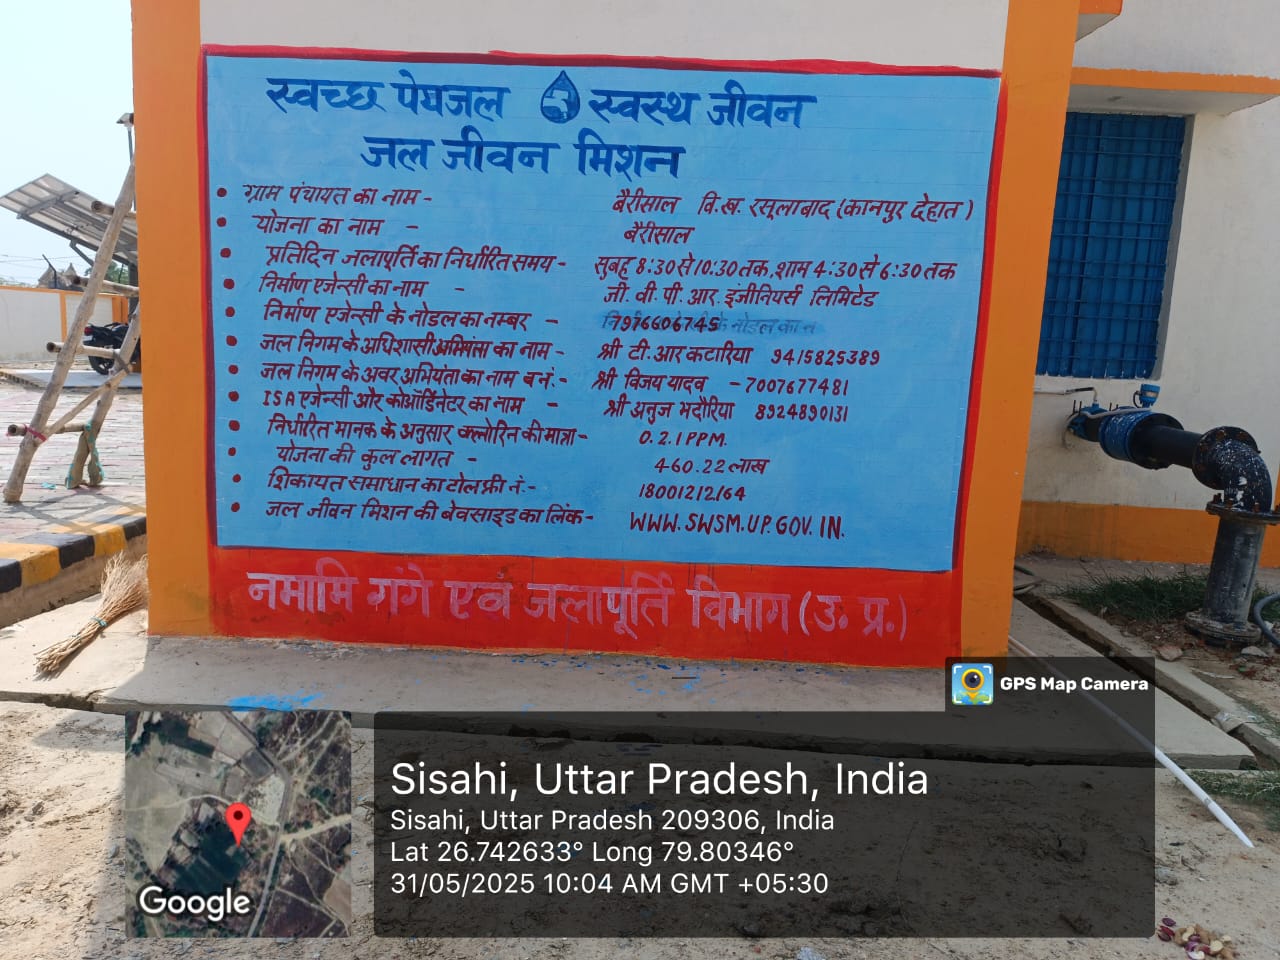 स्वच्छ पेयजल स्वस्थ जीवन
जल जीवन मिशन
• ग्राम पंचायत का नाम - बैरीसाल वि.ख. रसूलाबाद (कानपुर देहात)
• योजना का नाम - बैरीसाल
• प्रतिदिन जलापूर्ति का निर्धारित समय - सुबह 8:30 से 10:30 तक, शाम 4:30 से 6:30 तक
• निर्माण एजेन्सी का नाम - जी. वी. पी. आर. इंजीनियर्स लिमिटेड
• निर्माण एजेन्सी के नोडल का नम्बर - 7976606745
• जल निगम के अधिशासी अभियंता का नाम - श्री टी. आर कटारिया 9415825389
• जल निगम के अवर अभियंता का नाम व नं.- श्री विजय यादव - 7007677481
• ISA एजेन्सी और कोऑर्डिनेटर का नाम - श्री अनुज भदौरिया 8924890131
• निर्धारित मानक के अनुसार क्लोरिन की मात्रा - 0.2.1 PPM.
• योजना की कुल लागत - 460.22 लाख
• शिकायत समाधान का टोल फ्री नं.- 18001212164
• जल जीवन मिशन की बेवसाइड का लिंक - WWW.SWSM.UP.GOV.IN.
नमामि गंगे एवं जलापूर्ति विभाग (उ. प्र.)
GPS Map Camera
Sisahi, Uttar Pradesh, India
Sisahi, Uttar Pradesh 209306, India
Lat 26.742633° Long 79.80346°
31/05/2025 10:04 AM GMT +05:30
Google